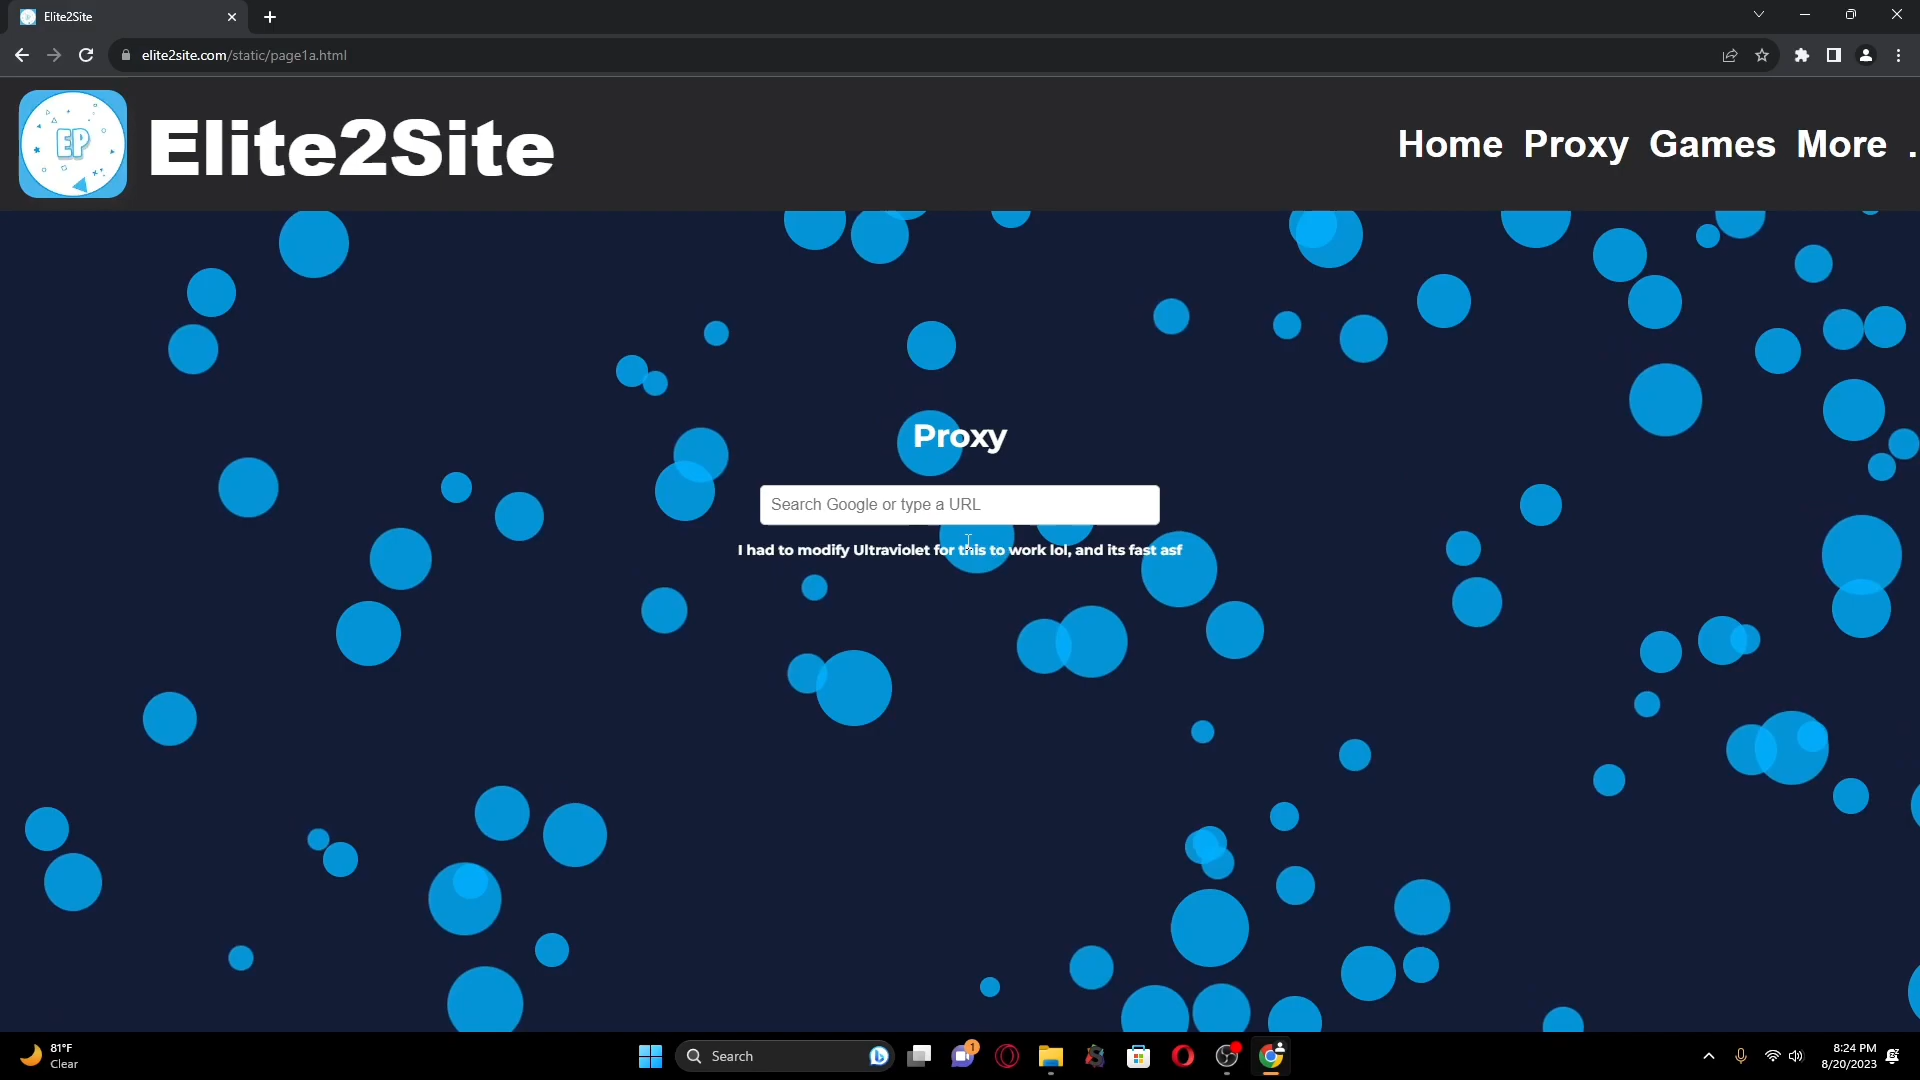 Elite2Site
elite2site.com/static/page1a.html
EP
Elite2Site
Home Proxy Games More .
Proxy
Search Google or type a URL
I had to modify Ultraviolet for this to work lol, and its fast asf
81°F
Clear
Search
1
8:24 PM
8/20/2023